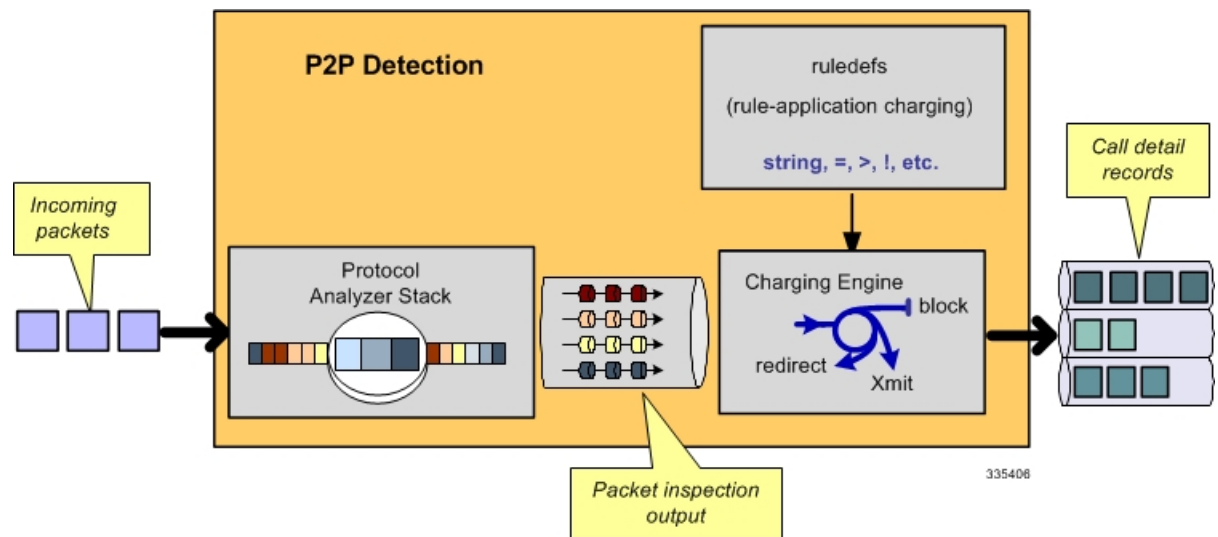 P2P Detection
ruledefs
(rule-application charging)
string, =, >, !, etc.
Call detail
records
Incoming
packets
Protocol
Analyzer Stack
Charging Engine
block
redirect
Xmit
335406
Packet inspection
output